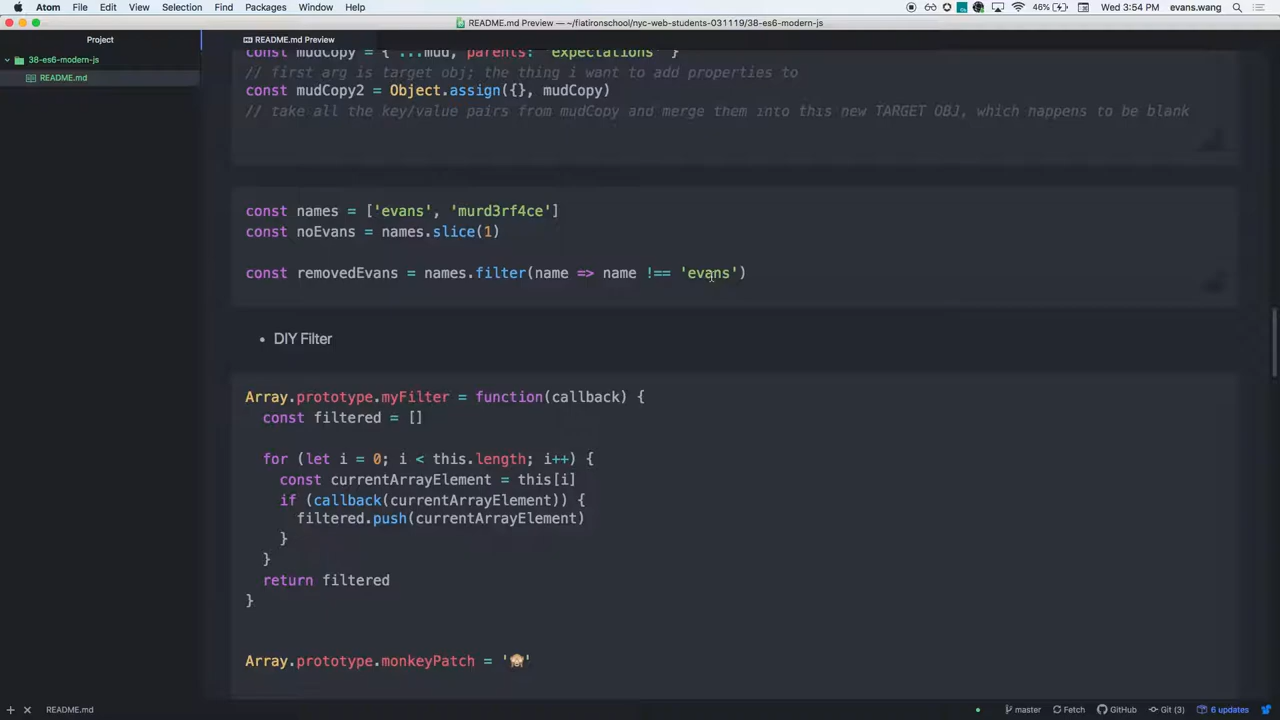 Atom File Edit View Selection Find Packages Window Help 46% Wed 3:54 PM evans.wang
README.md Preview — ~/flatironschool/nyc-web-students-031119/38-es6-modern-js
Project
README.md Preview
38-es6-modern-js
README.md
const mudCopy = { ...mud, parents: 'expectations' }
// first arg is target obj; the thing i want to add properties to
const mudCopy2 = Object.assign({}, mudCopy)
// take all the key/value pairs from mudCopy and merge them into this new TARGET OBJ, which happens to be blank
const names = ['evans', 'murd3rf4ce']
const noEvans = names.slice(1)
const removedEvans = names.filter(name => name !== 'evans')
• DIY Filter
Array.prototype.myFilter = function(callback) {
const filtered = []
for (let i = 0; i < this.length; i++) {
const currentArrayElement = this[i]
if (callback(currentArrayElement)) {
filtered.push(currentArrayElement)
}
}
return filtered
}
Array.prototype.monkeyPatch = '🙈'
README.md master Fetch GitHub Git (3) 6 updates